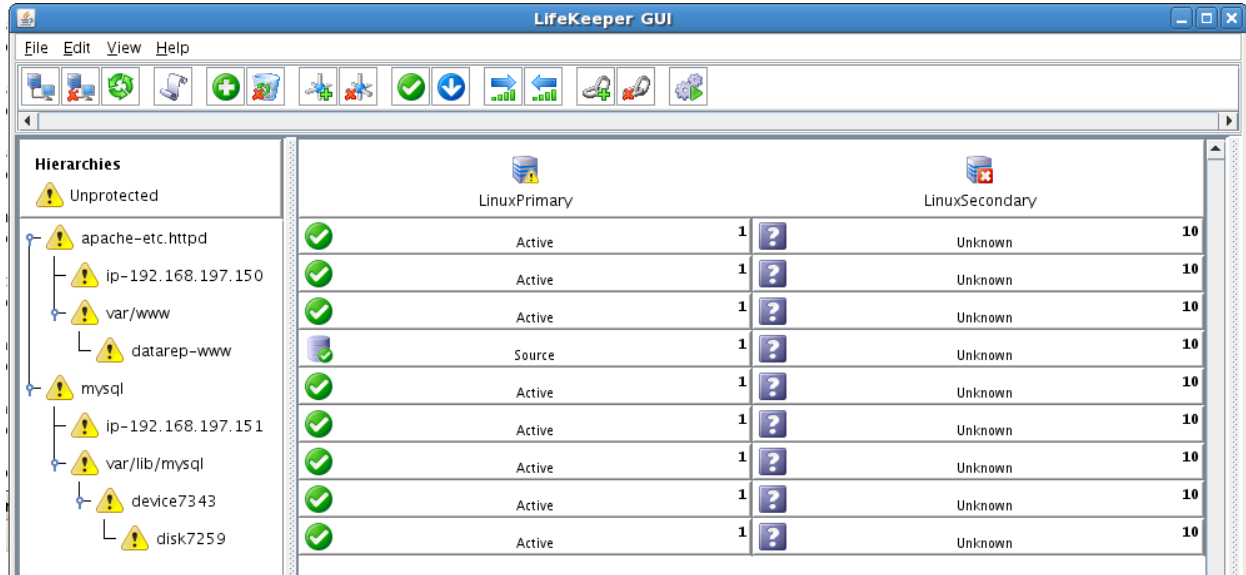 LifeKeeper GUI
File Edit View Help
Hierarchies
Unprotected
LinuxPrimary
LinuxSecondary
apache-etc.httpd
Active 1
Unknown 10
ip-192.168.197.150
Active 1
Unknown 10
var/www
Active 1
Unknown 10
datarep-www
Source 1
Unknown 10
mysql
Active 1
Unknown 10
ip-192.168.197.151
Active 1
Unknown 10
var/lib/mysql
Active 1
Unknown 10
device7343
Active 1
Unknown 10
disk7259
Active 1
Unknown 10